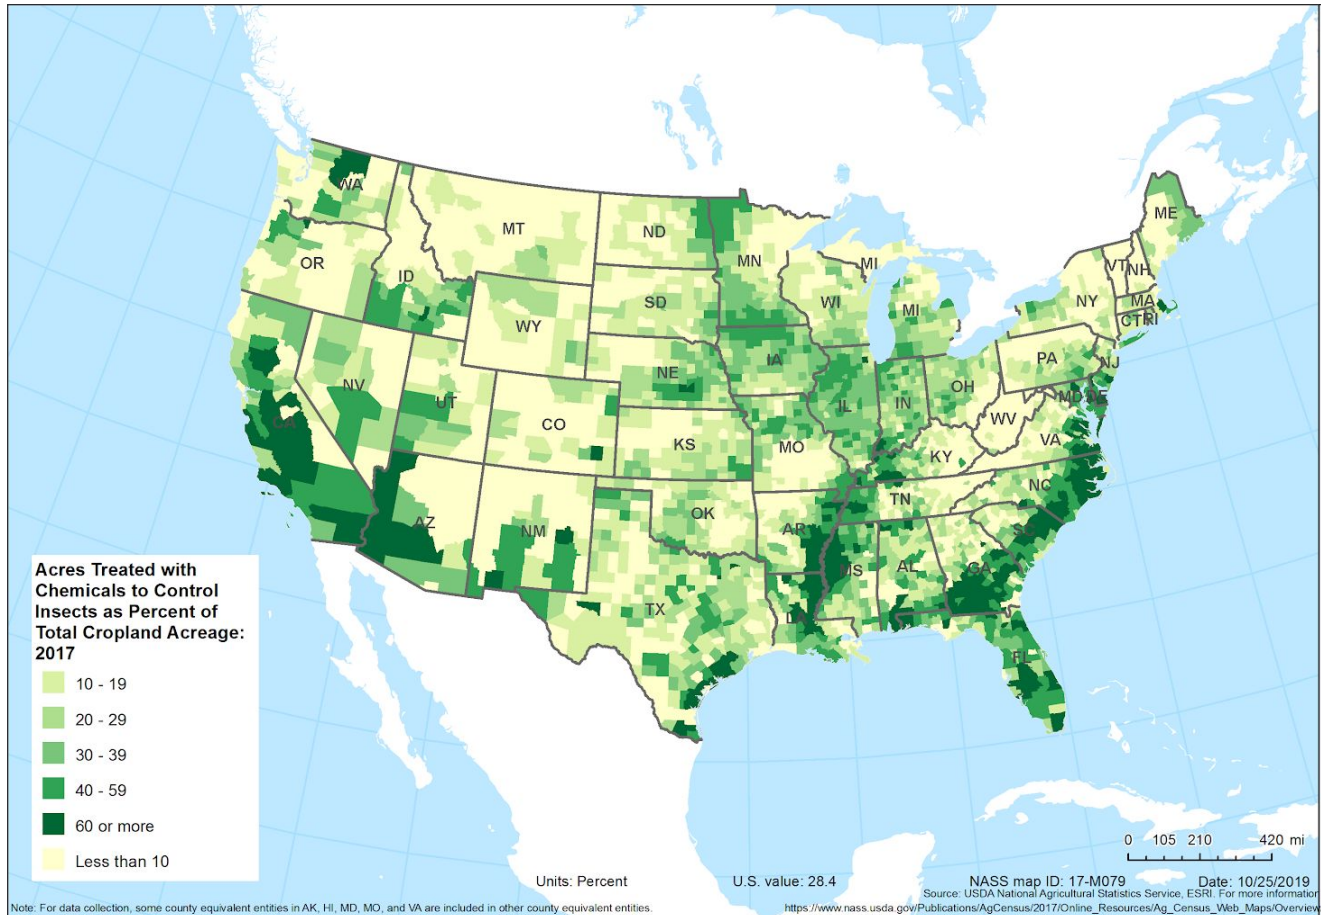 WA
MT
ND
MN
ME
OR
ID
SD
WI
MI
MI
VT
NH
NY
MA
CT
RI
WY
IA
NE
PA
NJ
NV
UT
CO
IL
IN
OH
MD
DE
CA
KS
MO
WV
VA
KY
AZ
NM
OK
AR
TN
NC
SC
MS
AL
GA
TX
LA
FL
Acres Treated with
Chemicals to Control
Insects as Percent of
Total Cropland Acreage:
2017
10 - 19
20 - 29
30 - 39
40 - 59
60 or more
Less than 10
0 105 210 420 mi
Units: Percent U.S. value: 28.4 NASS map ID: 17-M079 Date: 10/25/2019
Source: USDA National Agricultural Statistics Service, ESRI. For more information
Note: For data collection, some county equivalent entities in AK, HI, MD, MO, and VA are included in other county equivalent entities. https://www.nass.usda.gov/Publications/AgCensus/2017/Online_Resources/Ag_Census_Web_Maps/Overview